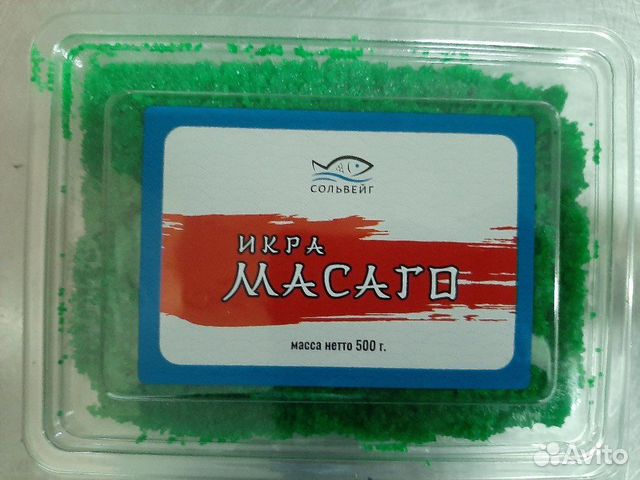 СОЛЬВЕЙГ
ИКРА
МАСАГО
масса нетто 500 г.
Avito